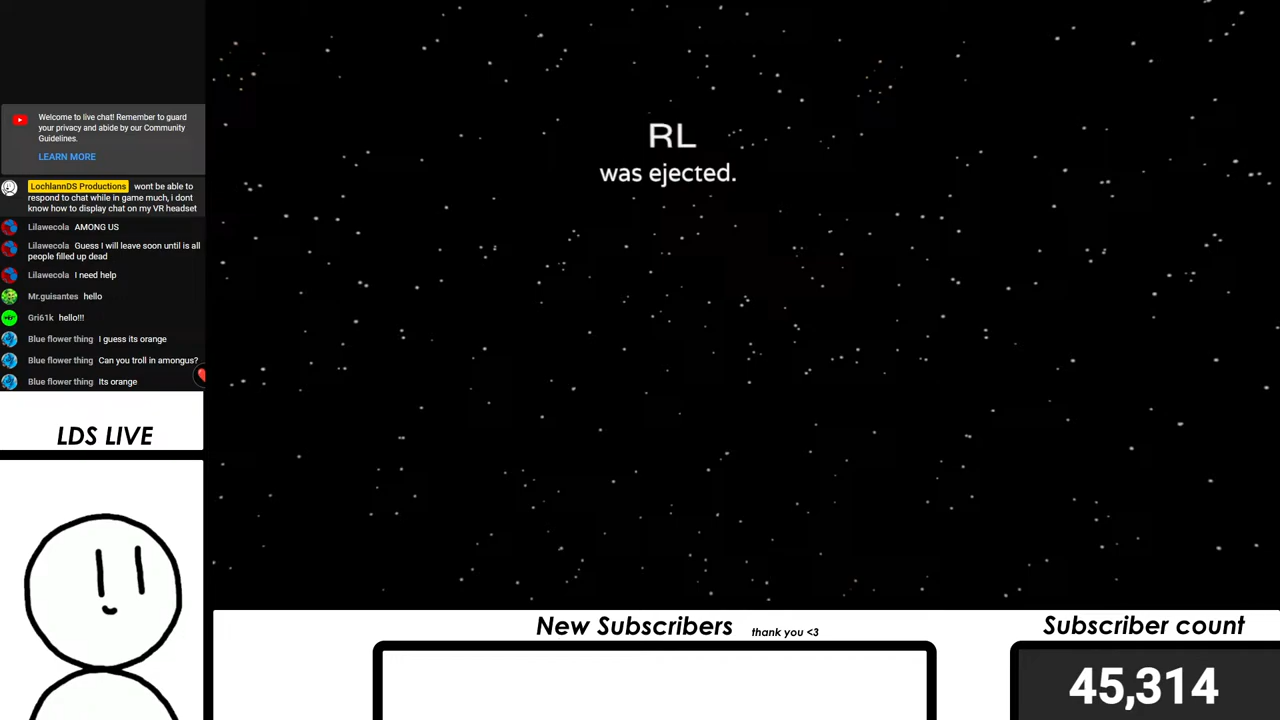 Welcome to live chat! Remember to guard
your privacy and abide by our Community
Guidelines.
LEARN MORE
LochlannDS Productions wont be able to
respond to chat while in game much, i dont
know how to display chat on my VR headset
Lilawecola AMONG US
Lilawecola Guess I will leave soon until is all
people filled up dead
Lilawecola I need help
Mr.guisantes hello
Gri61k hello!!!
Blue flower thing I guess its orange
Blue flower thing Can you troll in amongus?
Blue flower thing Its orange
LDS LIVE
RL
was ejected.
New Subscribers thank you <3
Subscriber count
45,314